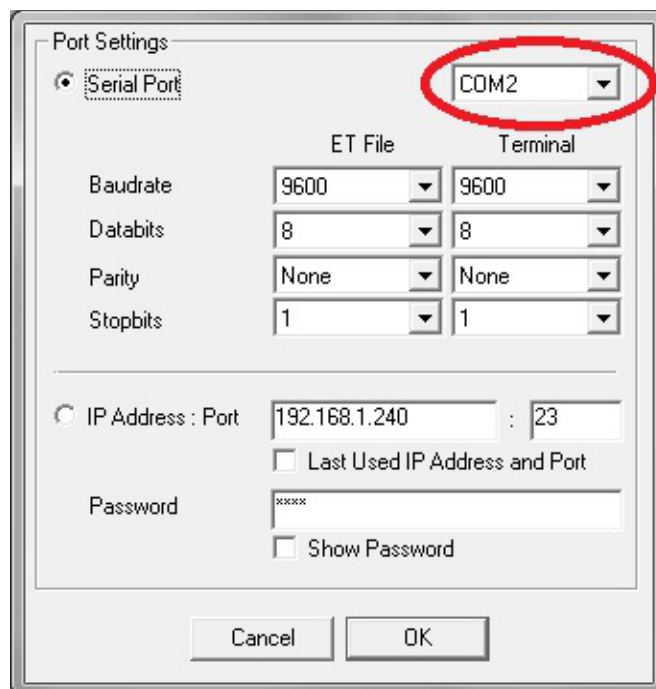 Port Settings
Serial Port COM2
ET File Terminal
Baudrate 9600 9600
Databits 8 8
Parity None None
Stopbits 1 1
IP Address : Port 192.168.1.240 : 23
Last Used IP Address and Port
Password ****
Show Password
Cancel OK